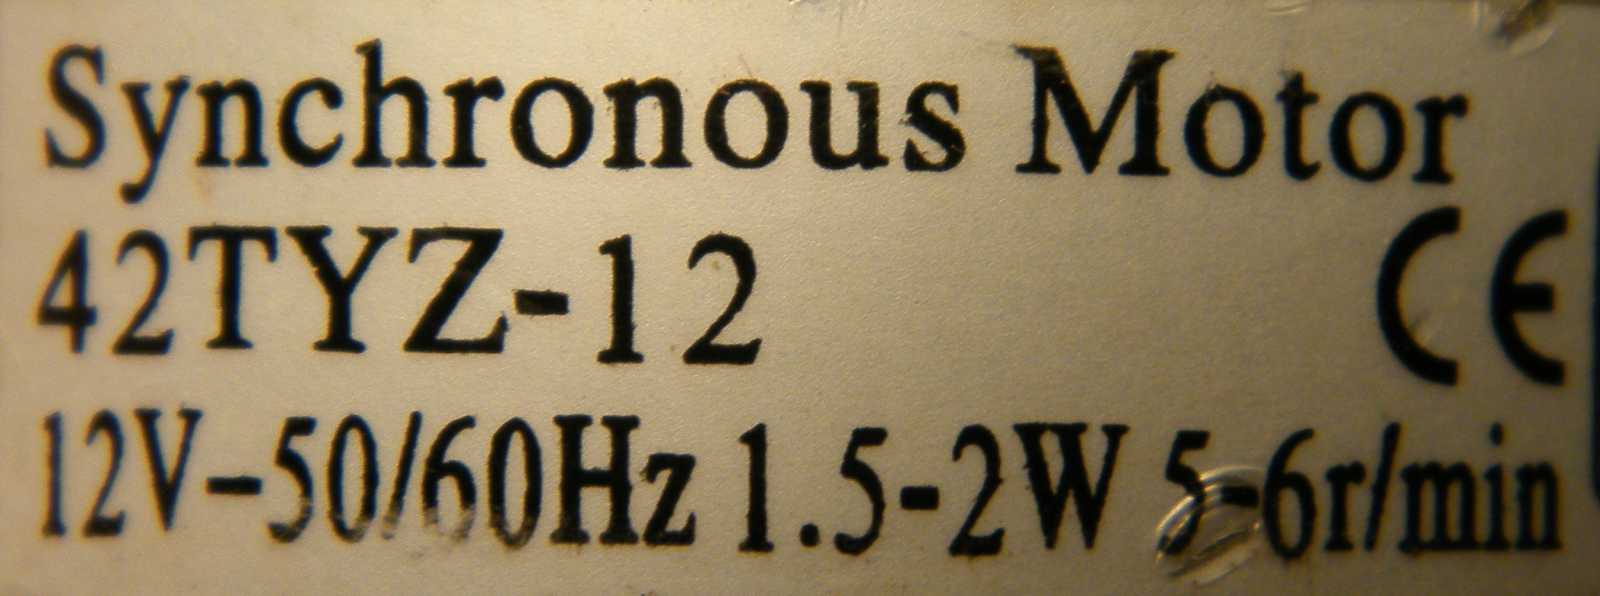 Synchronous Motor
42TYZ-12 CE
12V-50/60Hz 1.5-2W 5-6r/min